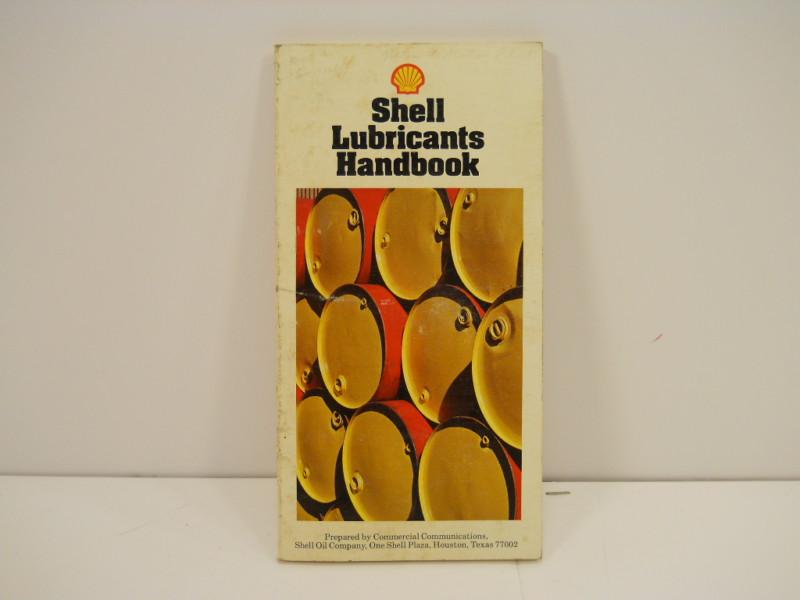 Shell
Lubricants
Handbook
Prepared by Commercial Communications,
Shell Oil Company, One Shell Plaza, Houston, Texas 77002